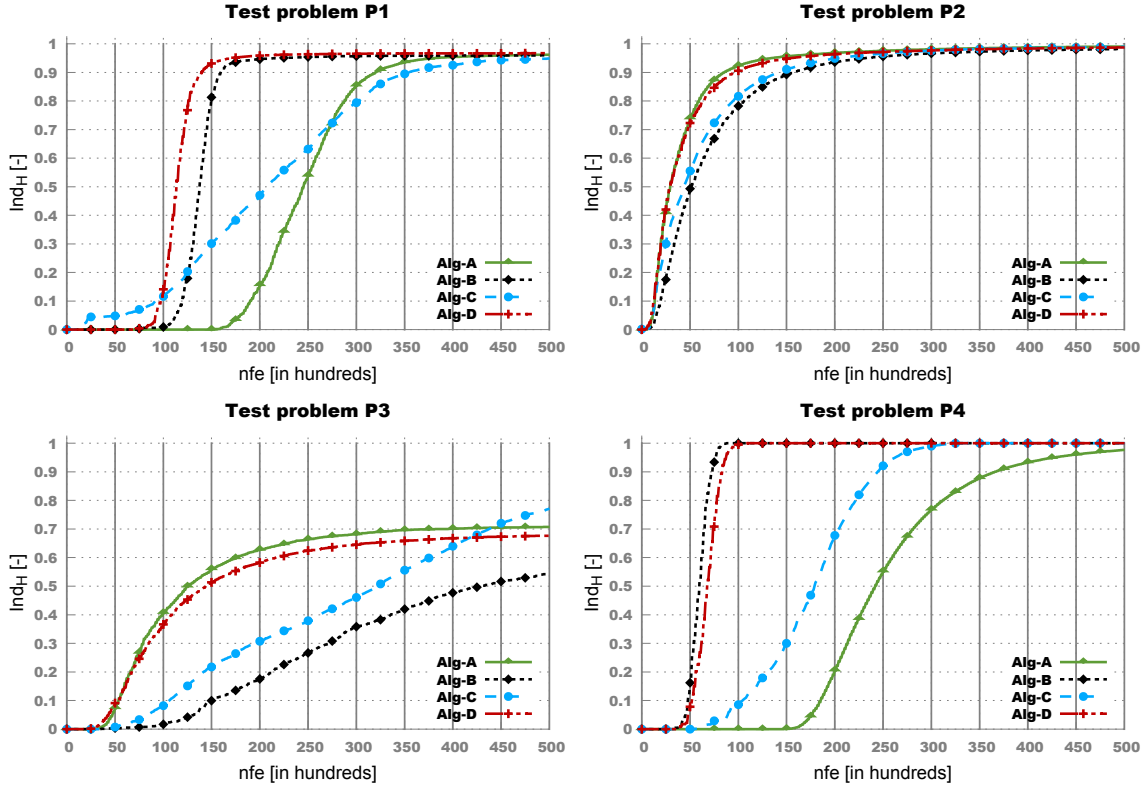 Test problem P1
Ind_H [-]
1
0.9
0.8
0.7
0.6
0.5
0.4
0.3
0.2
0.1
0
Alg-A
Alg-B
Alg-C
Alg-D
0 50 100 150 200 250 300 350 400 450 500
nfe [in hundreds]
Test problem P2
Ind_H [-]
1
0.9
0.8
0.7
0.6
0.5
0.4
0.3
0.2
0.1
0
Alg-A
Alg-B
Alg-C
Alg-D
0 50 100 150 200 250 300 350 400 450 500
nfe [in hundreds]
Test problem P3
Ind_H [-]
1
0.9
0.8
0.7
0.6
0.5
0.4
0.3
0.2
0.1
0
Alg-A
Alg-B
Alg-C
Alg-D
0 50 100 150 200 250 300 350 400 450 500
nfe [in hundreds]
Test problem P4
Ind_H [-]
1
0.9
0.8
0.7
0.6
0.5
0.4
0.3
0.2
0.1
0
Alg-A
Alg-B
Alg-C
Alg-D
0 50 100 150 200 250 300 350 400 450 500
nfe [in hundreds]